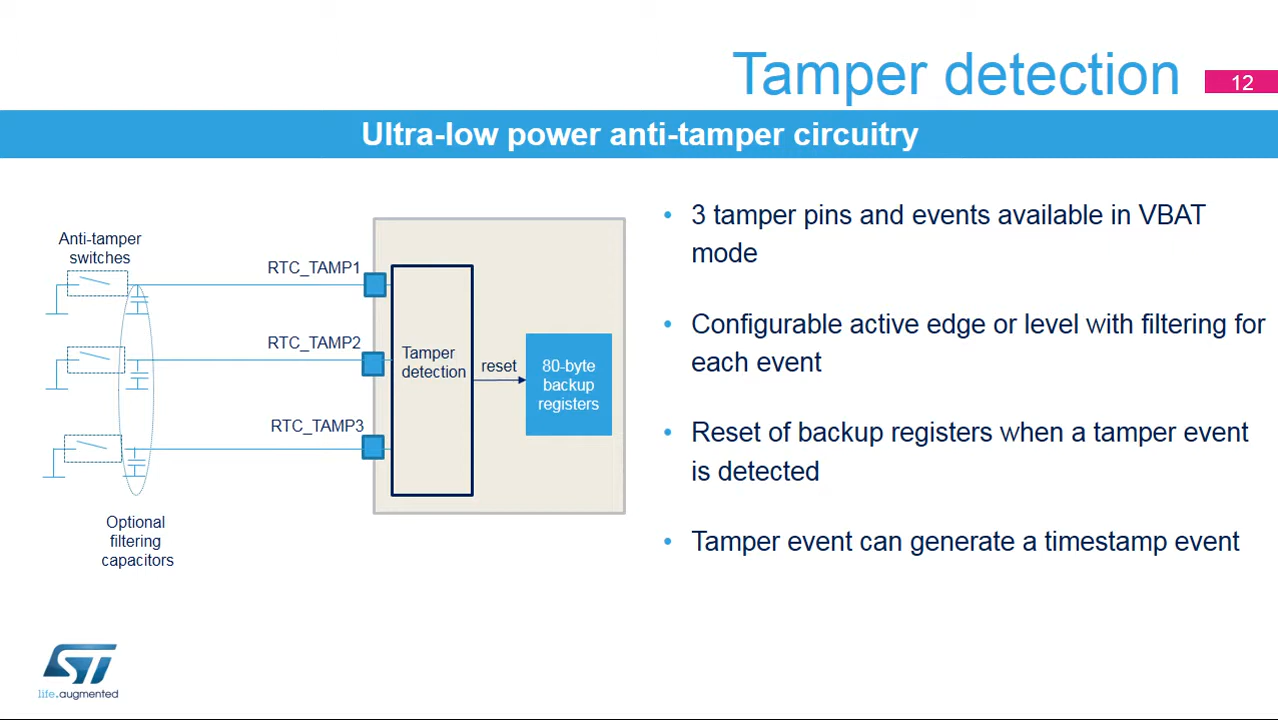 Tamper detection
12
Ultra-low power anti-tamper circuitry
Anti-tamper
switches
RTC_TAMP1
RTC_TAMP2
RTC_TAMP3
Tamper
detection
reset
80-byte
backup
registers
Optional
filtering
capacitors
• 3 tamper pins and events available in VBAT
mode
• Configurable active edge or level with filtering for
each event
• Reset of backup registers when a tamper event
is detected
• Tamper event can generate a timestamp event
ST
life.augmented